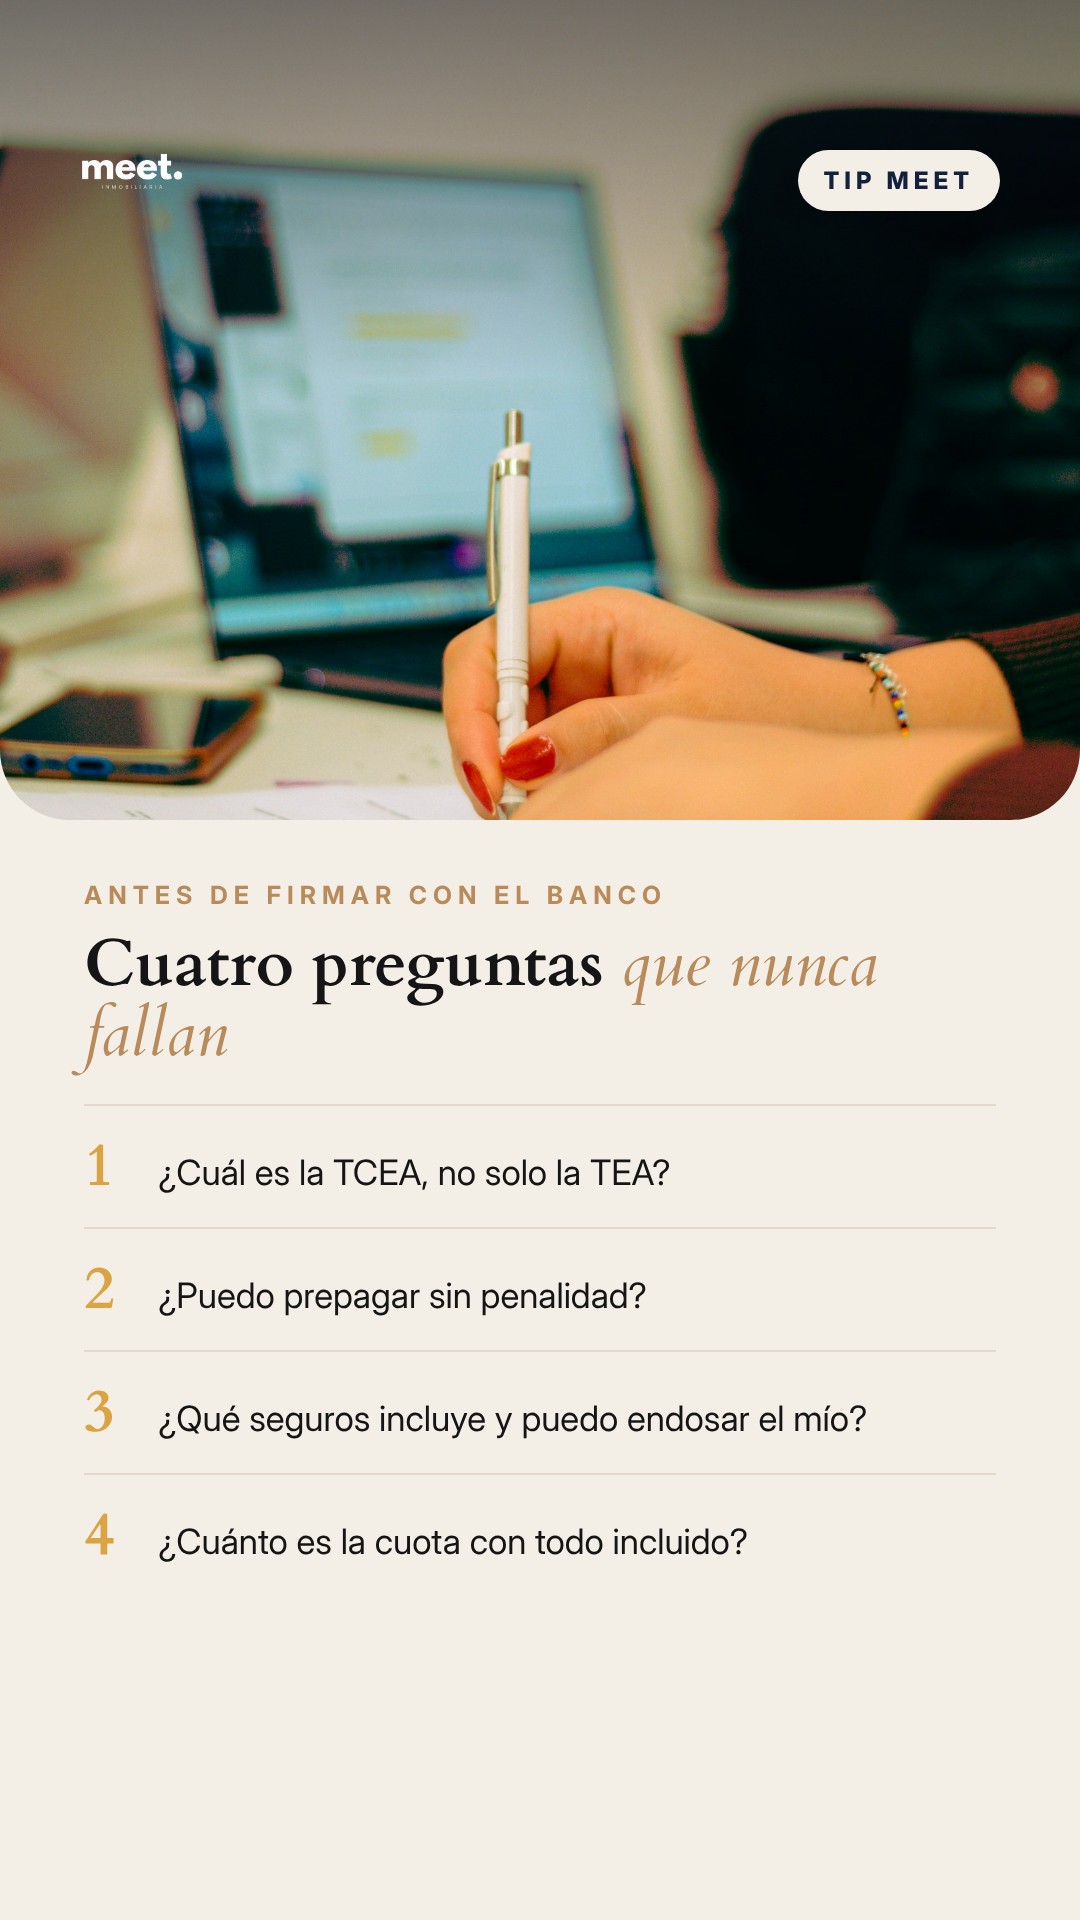 meet.
INMOBILIARIA
TIP MEET
ANTES DE FIRMAR CON EL BANCO
Cuatro preguntas que nunca
fallan
1 ¿Cuál es la TCEA, no solo la TEA?
2 ¿Puedo prepagar sin penalidad?
3 ¿Qué seguros incluye y puedo endosar el mío?
4 ¿Cuánto es la cuota con todo incluido?